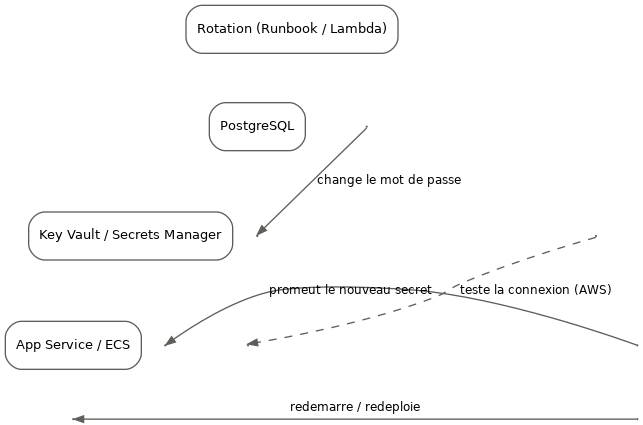 Rotation (Runbook / Lambda)
PostgreSQL
change le mot de passe
Key Vault / Secrets Manager
promeut le nouveau secret
teste la connexion (AWS)
App Service / ECS
redemarre / redeploie